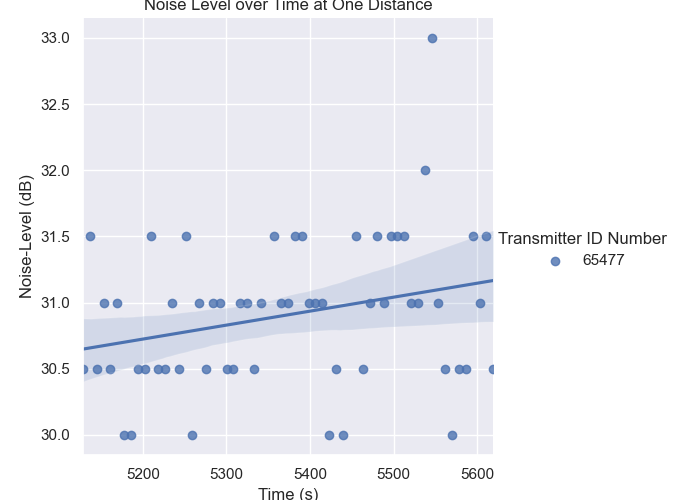 Noise Level over Time at One Distance
33.0
32.5
32.0
31.5
31.0
30.5
30.0
Noise-Level (dB)
5200 5300 5400 5500 5600
Time (s)
Transmitter ID Number
65477